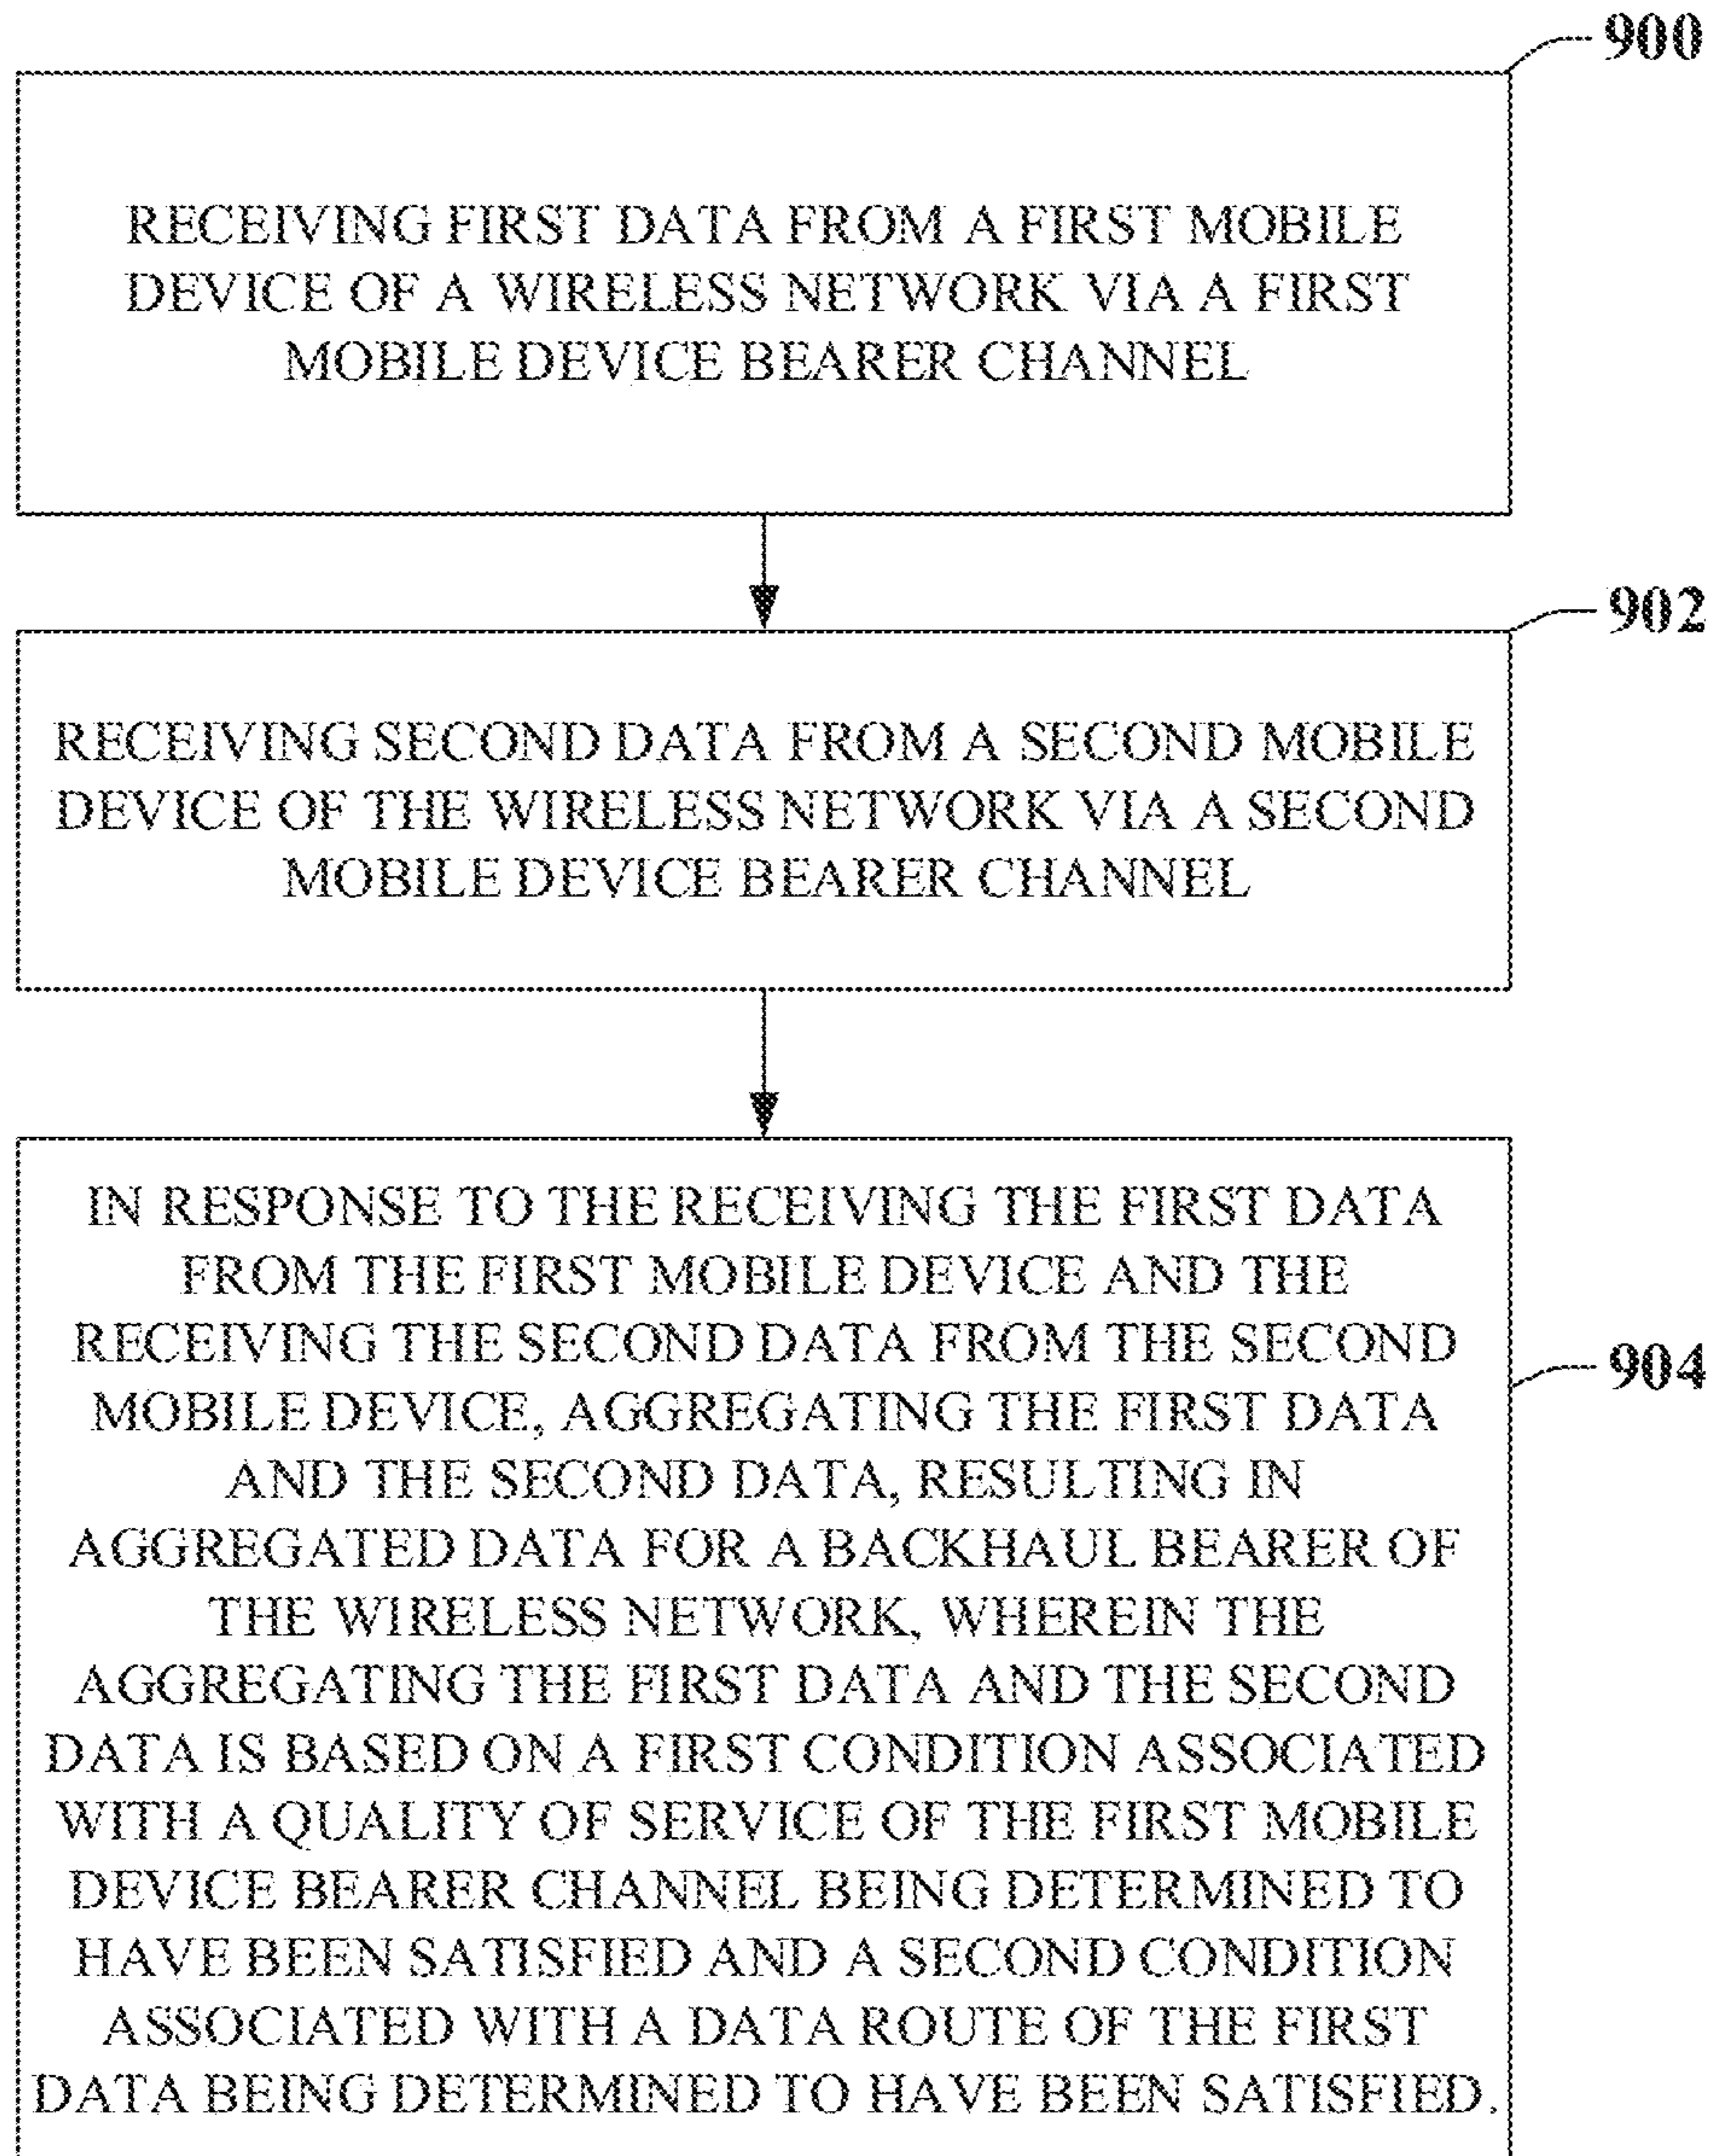 900
RECEIVING FIRST DATA FROM A FIRST MOBILE
DEVICE OF A WIRELESS NETWORK VIA A FIRST
MOBILE DEVICE BEARER CHANNEL
902
RECEIVING SECOND DATA FROM A SECOND MOBILE
DEVICE OF THE WIRELESS NETWORK VIA A SECOND
MOBILE DEVICE BEARER CHANNEL
904
IN RESPONSE TO THE RECEIVING THE FIRST DATA
FROM THE FIRST MOBILE DEVICE AND THE
RECEIVING THE SECOND DATA FROM THE SECOND
MOBILE DEVICE, AGGREGATING THE FIRST DATA
AND THE SECOND DATA, RESULTING IN
AGGREGATED DATA FOR A BACKHAUL BEARER OF
THE WIRELESS NETWORK, WHEREIN THE
AGGREGATING THE FIRST DATA AND THE SECOND
DATA IS BASED ON A FIRST CONDITION ASSOCIATED
WITH A QUALITY OF SERVICE OF THE FIRST MOBILE
DEVICE BEARER CHANNEL BEING DETERMINED TO
HAVE BEEN SATISFIED AND A SECOND CONDITION
ASSOCIATED WITH A DATA ROUTE OF THE FIRST
DATA BEING DETERMINED TO HAVE BEEN SATISFIED.